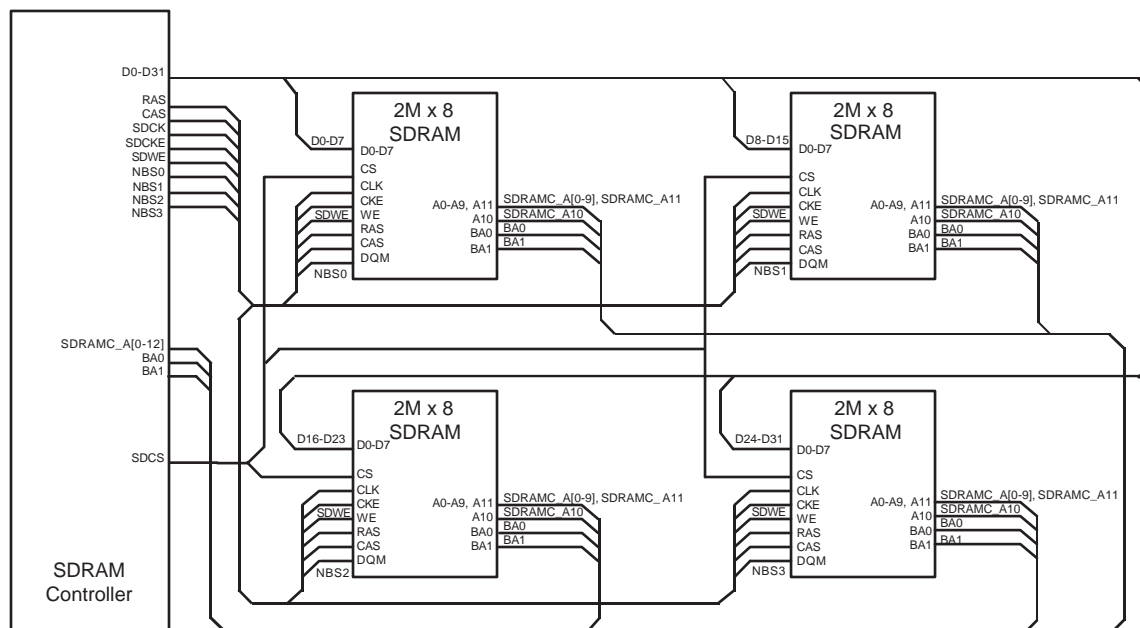 D0-D31
RAS
CAS
SDCK
SDCKE
SDWE
NBS0
NBS1
NBS2
NBS3
SDRAMC_A[0-12]
BA0
BA1
SDCS
SDRAM
Controller
2M x 8
SDRAM
D0-D7
D0-D7
CS
CLK
CKE
SDWE
WE
RAS
CAS
DQM
NBS0
A0-A9, A11
A10
BA0
BA1
SDRAMC_A[0-9], SDRAMC_A11
SDRAMC_A10
BA0
BA1
2M x 8
SDRAM
D8-D15
D0-D7
CS
CLK
CKE
SDWE
WE
RAS
CAS
DQM
NBS1
A0-A9, A11
A10
BA0
BA1
SDRAMC_A[0-9], SDRAMC_A11
SDRAMC_A10
BA0
BA1
2M x 8
SDRAM
D16-D23
D0-D7
CS
CLK
CKE
SDWE
WE
RAS
CAS
DQM
NBS2
A0-A9, A11
A10
BA0
BA1
SDRAMC_A[0-9], SDRAMC_ A11
SDRAMC_A10
BA0
BA1
2M x 8
SDRAM
D24-D31
D0-D7
CS
CLK
CKE
SDWE
WE
RAS
CAS
DQM
NBS3
A0-A9, A11
A10
BA0
BA1
SDRAMC_A[0-9], SDRAMC_A11
SDRAMC_A10
BA0
BA1